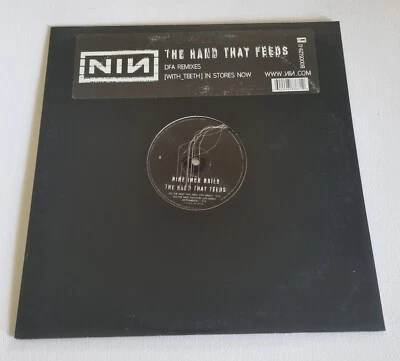 NIN
THE HAND THAT FEEDS
DFA REMIXES
[WITH_TEETH] IN STORES NOW
WWW.NIN.COM
NINE INCH NAILS
THE HAND THAT FEEDS